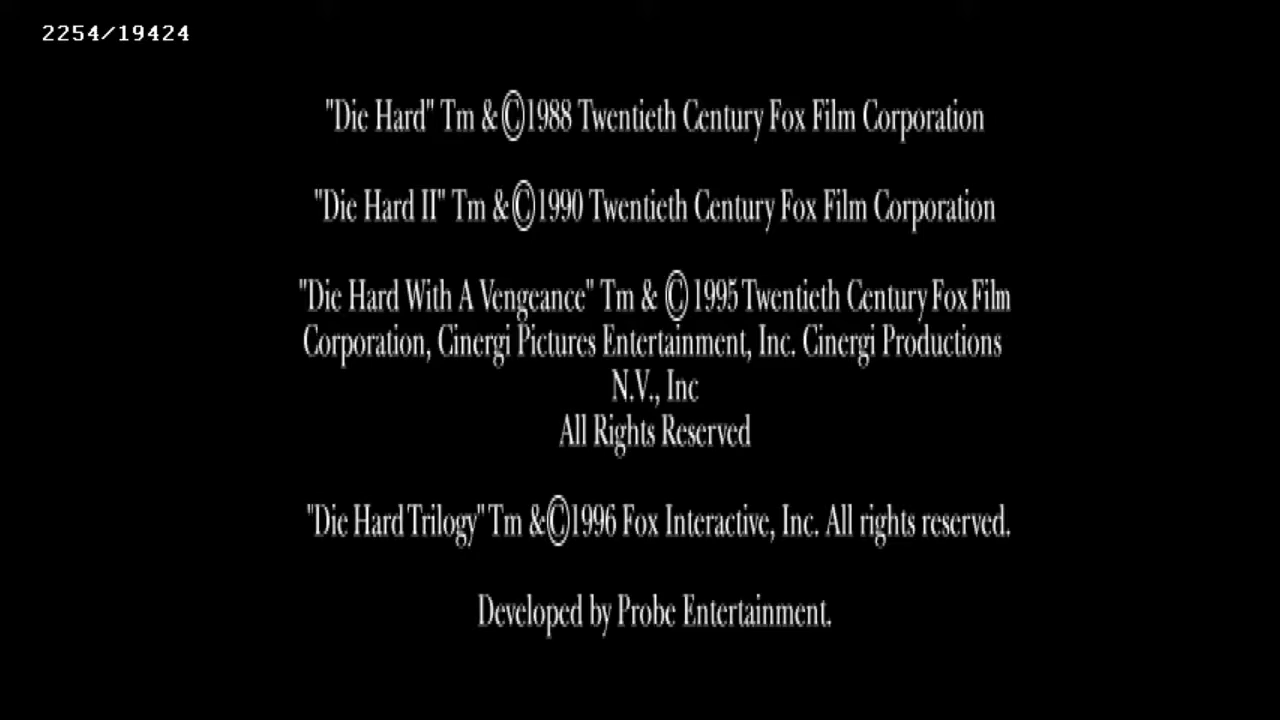 2254/19424
"Die Hard" Tm & ©1988 Twentieth Century Fox Film Corporation
"Die Hard II" Tm & ©1990 Twentieth Century Fox Film Corporation
"Die Hard With A Vengeance" Tm & © 1995 Twentieth Century Fox Film
Corporation, Cinergi Pictures Entertainment, Inc. Cinergi Productions
N.V., Inc
All Rights Reserved
"Die Hard Trilogy" Tm & ©1996 Fox Interactive, Inc. All rights reserved.
Developed by Probe Entertainment.